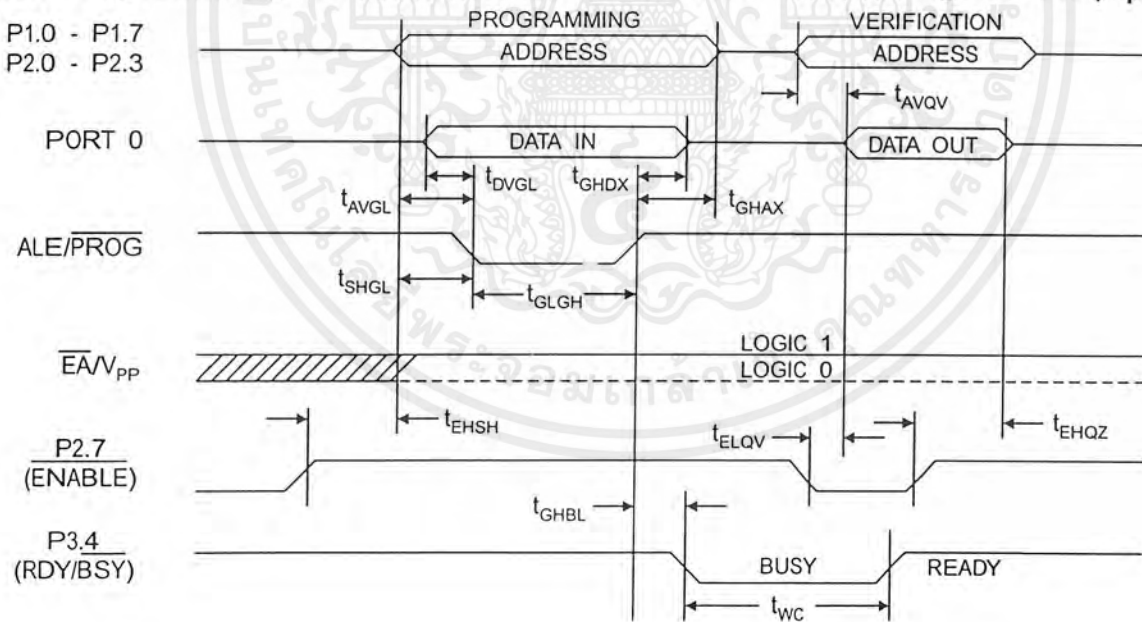 PROGRAMMING
VERIFICATION
P1.0 - P1.7
P2.0 - P2.3
ADDRESS
ADDRESS
tAVQV
PORT 0
DATA IN
DATA OUT
tDVGL
tGHDX
tAVGL
tGHAX
ALE/PROG
tSHGL
tGLGH
EA/VPP
LOGIC 1
LOGIC 0
tEHSH
tELQV
tEHQZ
P2.7
(ENABLE)
tGHBL
P3.4
(RDY/BSY)
BUSY
READY
tWC